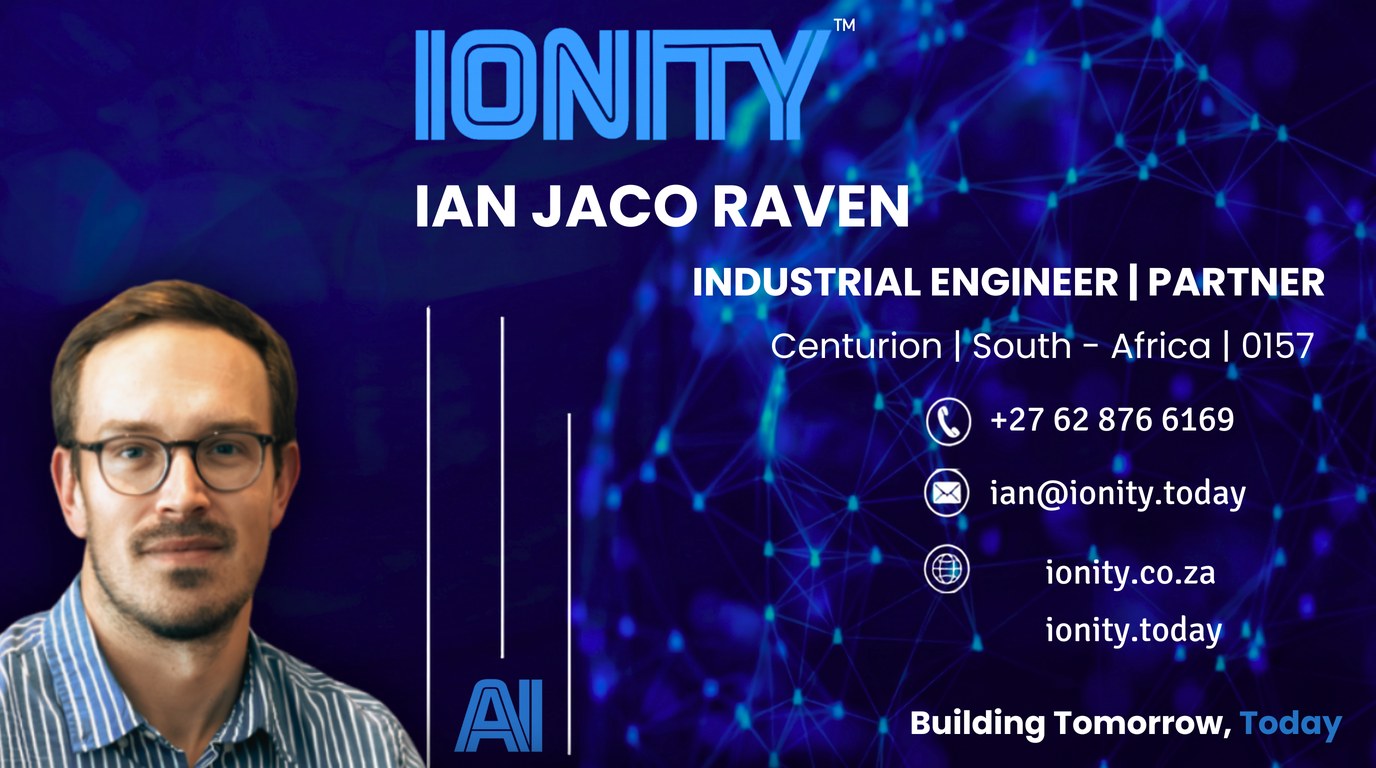 IONITY™
IAN JACO RAVEN
INDUSTRIAL ENGINEER | PARTNER
Centurion | South - Africa | 0157
+27 62 876 6169
ian@ionity.today
ionity.co.za
ionity.today
AI
Building Tomorrow, Today